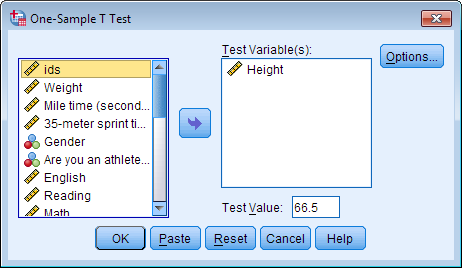 One-Sample T Test
ids
Weight
Mile time (second...
35-meter sprint ti...
Gender
Are you an athlete...
English
Reading
Math
Test Variable(s):
Height
Options...
Test Value: 66.5
OK Paste Reset Cancel Help